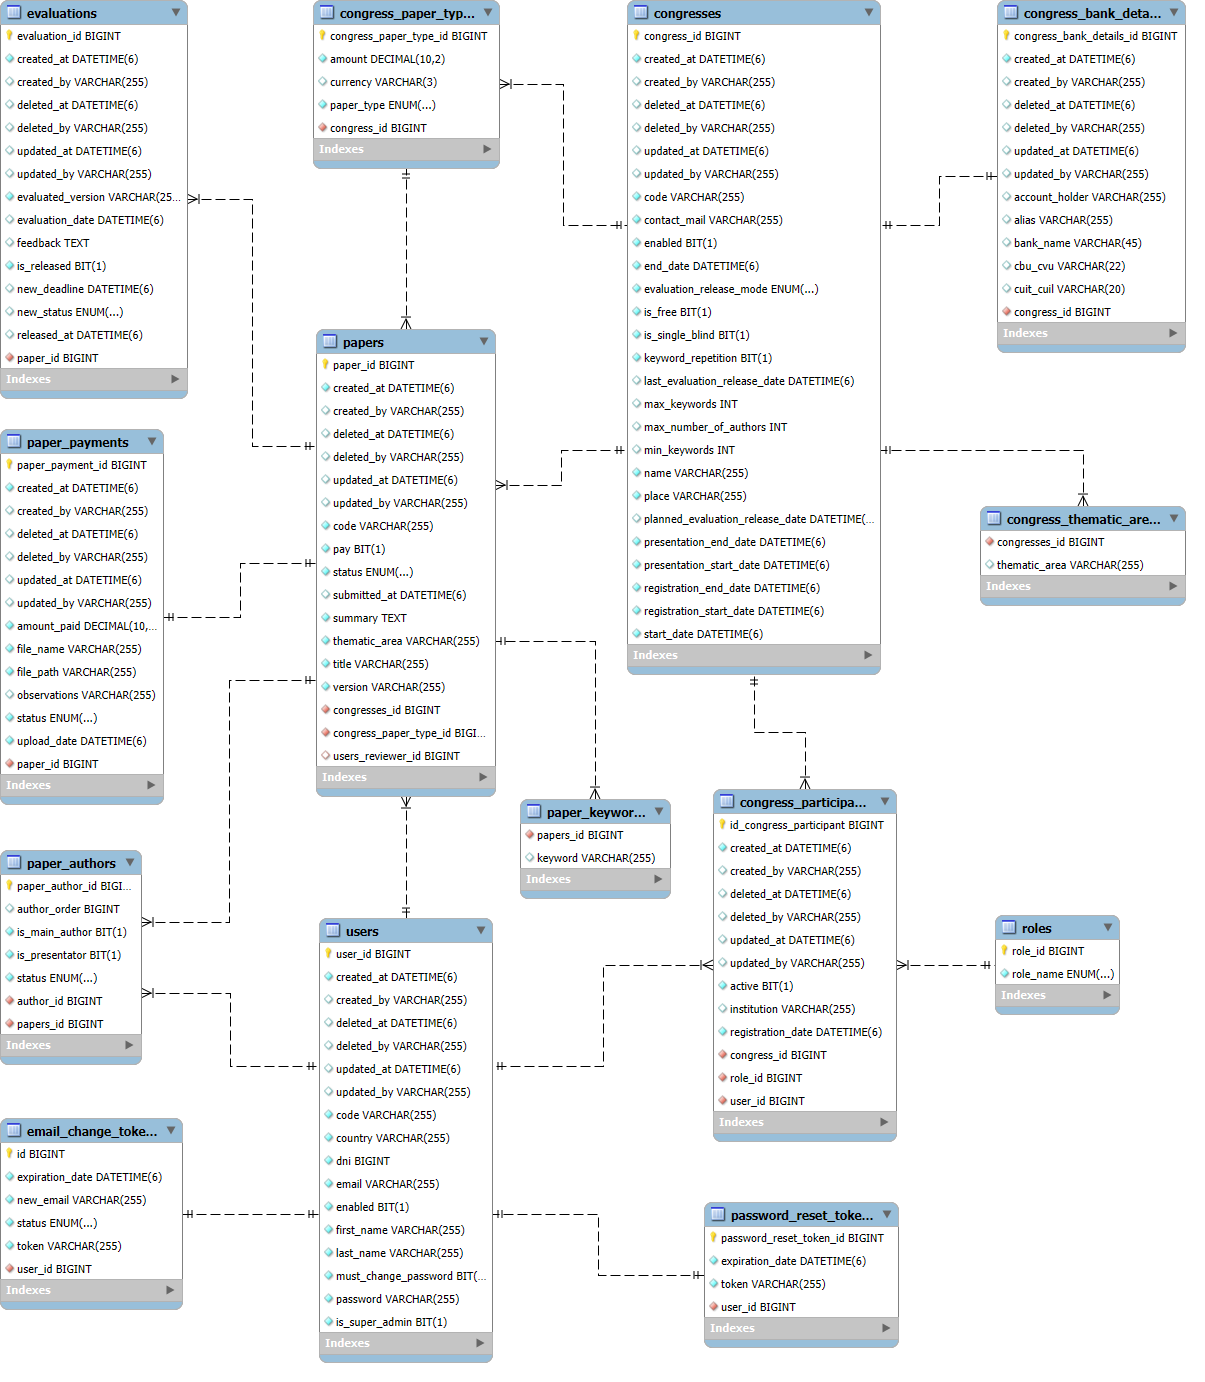 evaluations
evaluation_id BIGINT
created_at DATETIME(6)
created_by VARCHAR(255)
deleted_at DATETIME(6)
deleted_by VARCHAR(255)
updated_at DATETIME(6)
updated_by VARCHAR(255)
evaluated_version VARCHAR(25...
evaluation_date DATETIME(6)
feedback TEXT
is_released BIT(1)
new_deadline DATETIME(6)
new_status ENUM(...)
released_at DATETIME(6)
paper_id BIGINT
Indexes
congress_paper_typ...
congress_paper_type_id BIGINT
amount DECIMAL(10,2)
currency VARCHAR(3)
paper_type ENUM(...)
congress_id BIGINT
Indexes
congresses
congress_id BIGINT
created_at DATETIME(6)
created_by VARCHAR(255)
deleted_at DATETIME(6)
deleted_by VARCHAR(255)
updated_at DATETIME(6)
updated_by VARCHAR(255)
code VARCHAR(255)
contact_mail VARCHAR(255)
enabled BIT(1)
end_date DATETIME(6)
evaluation_release_mode ENUM(...)
is_free BIT(1)
is_single_blind BIT(1)
keyword_repetition BIT(1)
last_evaluation_release_date DATETIME(6)
max_keywords INT
max_number_of_authors INT
min_keywords INT
name VARCHAR(255)
place VARCHAR(255)
planned_evaluation_release_date DATETIME(...
presentation_end_date DATETIME(6)
presentation_start_date DATETIME(6)
registration_end_date DATETIME(6)
registration_start_date DATETIME(6)
start_date DATETIME(6)
Indexes
congress_bank_deta...
congress_bank_details_id BIGINT
created_at DATETIME(6)
created_by VARCHAR(255)
deleted_at DATETIME(6)
deleted_by VARCHAR(255)
updated_at DATETIME(6)
updated_by VARCHAR(255)
account_holder VARCHAR(255)
alias VARCHAR(255)
bank_name VARCHAR(45)
cbu_cvu VARCHAR(22)
cuit_cuil VARCHAR(20)
congress_id BIGINT
Indexes
papers
paper_id BIGINT
created_at DATETIME(6)
created_by VARCHAR(255)
deleted_at DATETIME(6)
deleted_by VARCHAR(255)
updated_at DATETIME(6)
updated_by VARCHAR(255)
code VARCHAR(255)
pay BIT(1)
status ENUM(...)
submitted_at DATETIME(6)
summary TEXT
thematic_area VARCHAR(255)
title VARCHAR(255)
version VARCHAR(255)
congresses_id BIGINT
congress_paper_type_id BIGI...
users_reviewer_id BIGINT
Indexes
paper_payments
paper_payment_id BIGINT
created_at DATETIME(6)
created_by VARCHAR(255)
deleted_at DATETIME(6)
deleted_by VARCHAR(255)
updated_at DATETIME(6)
updated_by VARCHAR(255)
amount_paid DECIMAL(10,...
file_name VARCHAR(255)
file_path VARCHAR(255)
observations VARCHAR(255)
status ENUM(...)
upload_date DATETIME(6)
paper_id BIGINT
Indexes
congress_thematic_are...
congresses_id BIGINT
thematic_area VARCHAR(255)
Indexes
paper_keywor...
papers_id BIGINT
keyword VARCHAR(255)
Indexes
congress_participa...
id_congress_participant BIGINT
created_at DATETIME(6)
created_by VARCHAR(255)
deleted_at DATETIME(6)
deleted_by VARCHAR(255)
updated_at DATETIME(6)
updated_by VARCHAR(255)
active BIT(1)
institution VARCHAR(255)
registration_date DATETIME(6)
congress_id BIGINT
role_id BIGINT
user_id BIGINT
Indexes
paper_authors
paper_author_id BIGI...
author_order BIGINT
is_main_author BIT(1)
is_presentator BIT(1)
status ENUM(...)
author_id BIGINT
papers_id BIGINT
Indexes
roles
role_id BIGINT
role_name ENUM(...)
Indexes
users
user_id BIGINT
created_at DATETIME(6)
created_by VARCHAR(255)
deleted_at DATETIME(6)
deleted_by VARCHAR(255)
updated_at DATETIME(6)
updated_by VARCHAR(255)
code VARCHAR(255)
country VARCHAR(255)
dni BIGINT
email VARCHAR(255)
enabled BIT(1)
first_name VARCHAR(255)
last_name VARCHAR(255)
must_change_password BIT(...
password VARCHAR(255)
is_super_admin BIT(1)
Indexes
email_change_toke...
id BIGINT
expiration_date DATETIME(6)
new_email VARCHAR(255)
status ENUM(...)
token VARCHAR(255)
user_id BIGINT
Indexes
password_reset_toke...
password_reset_token_id BIGINT
expiration_date DATETIME(6)
token VARCHAR(255)
user_id BIGINT
Indexes